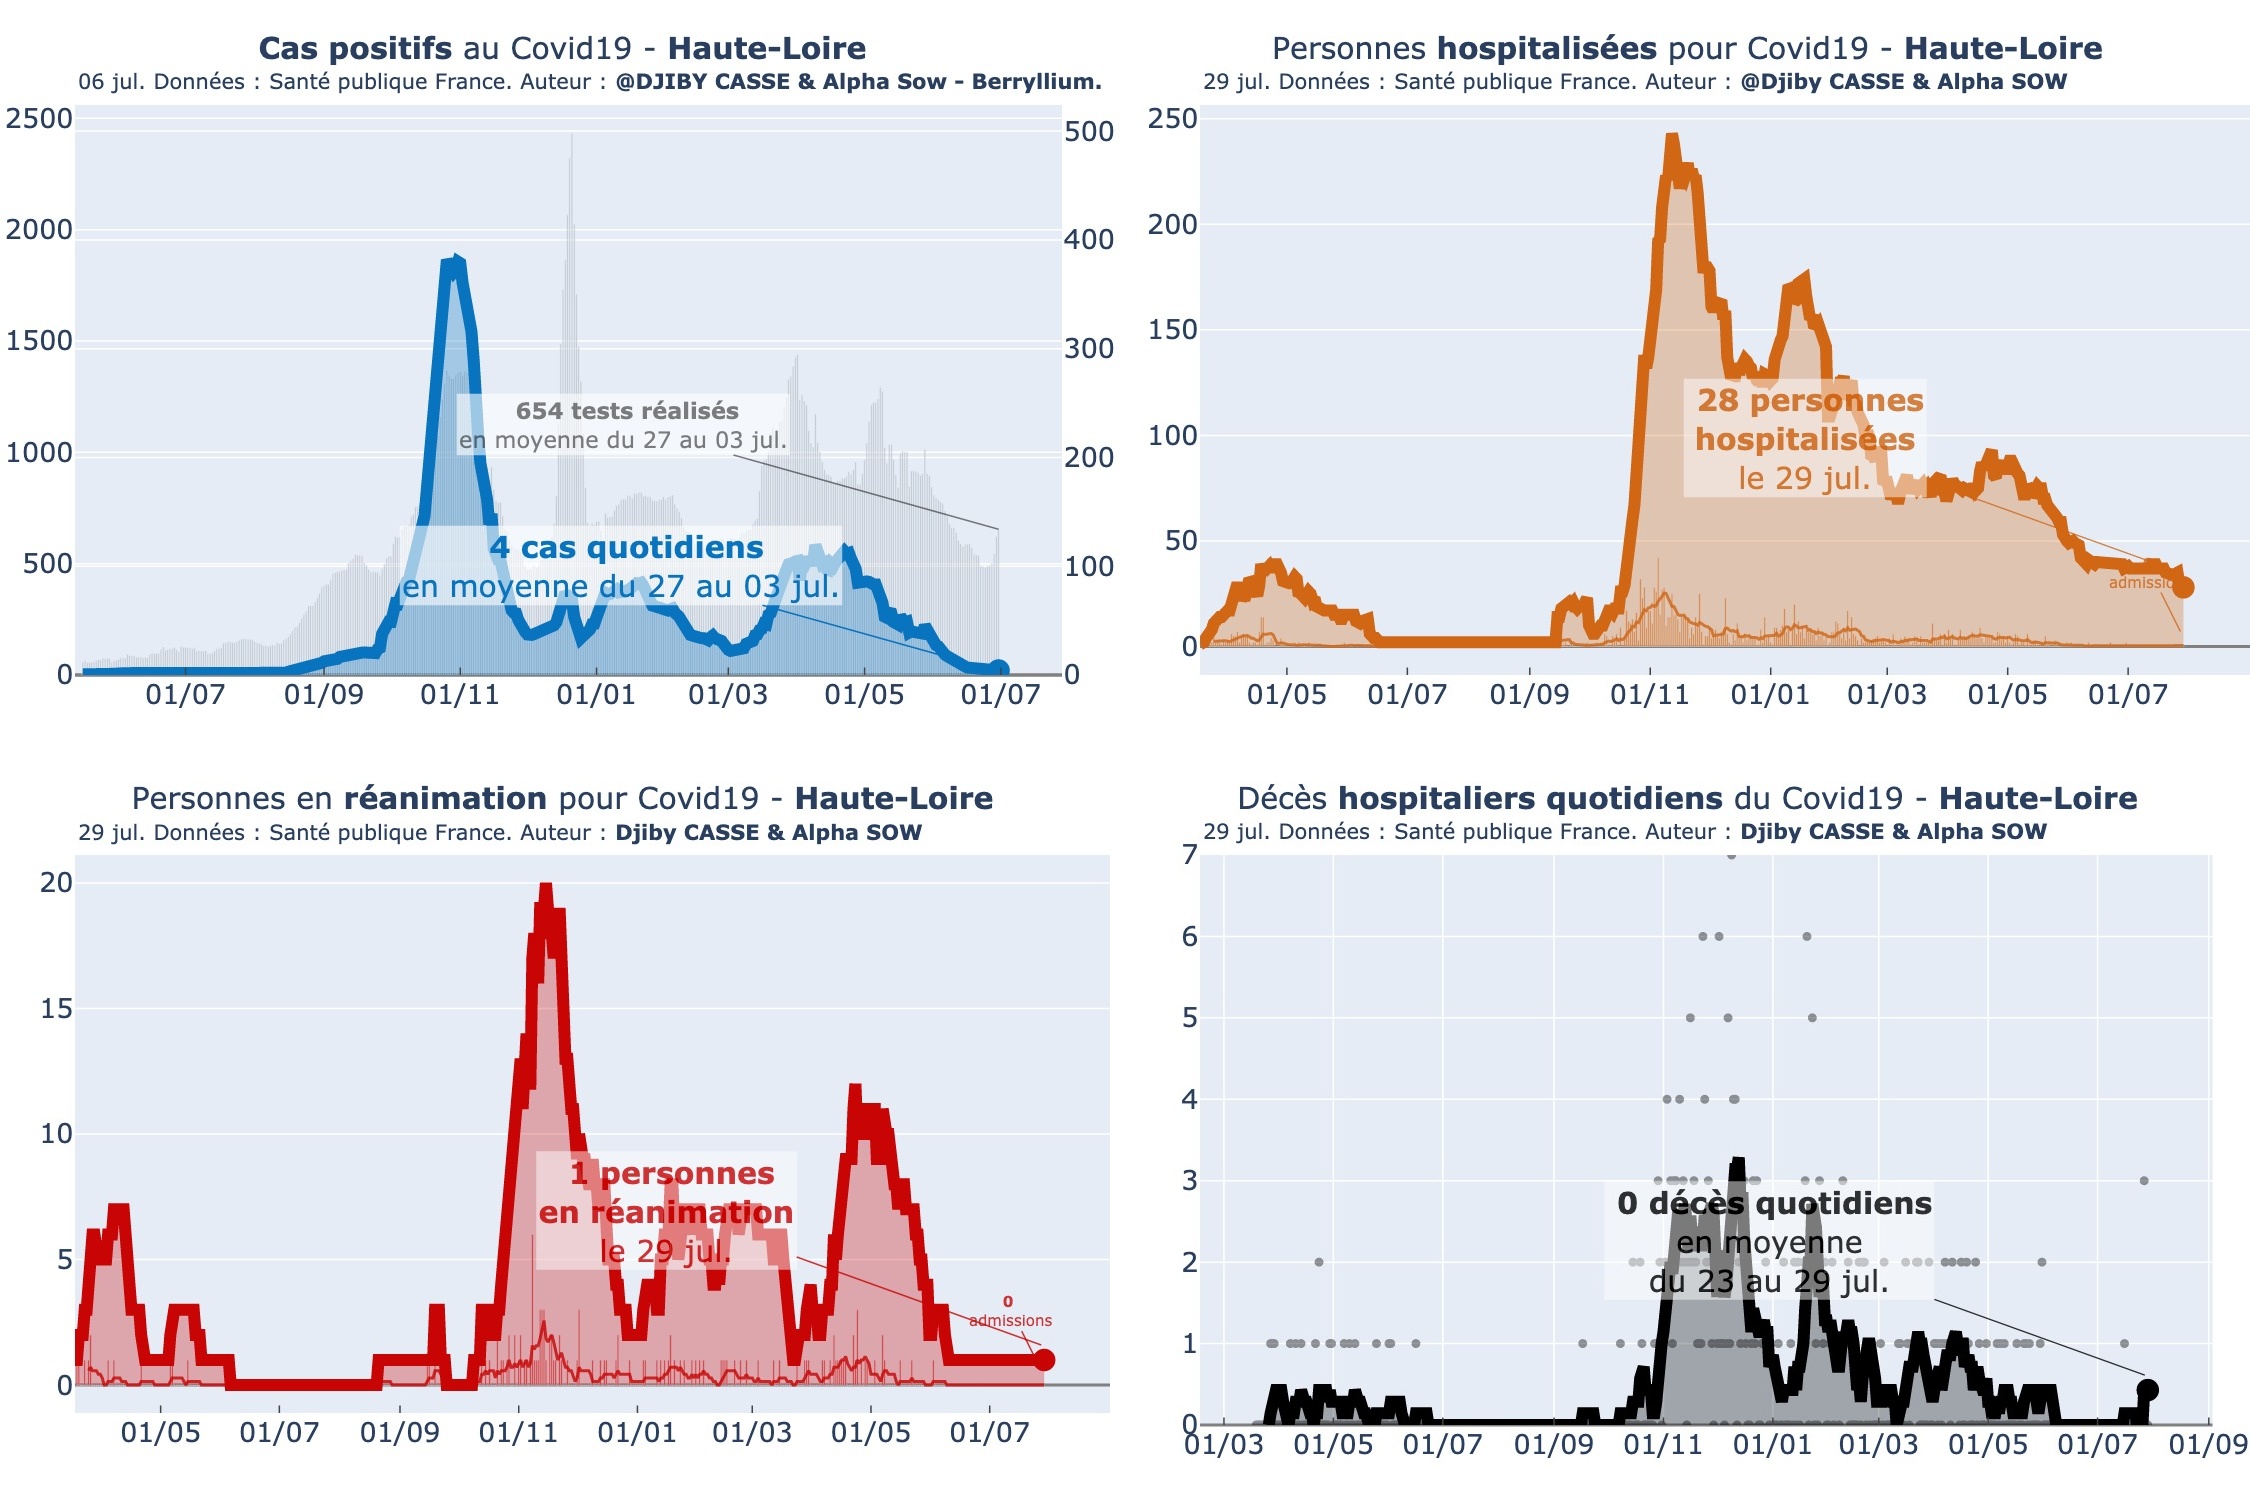 Cas positifs au Covid19 - Haute-Loire
06 jul. Données : Santé publique France. Auteur : @DJIBY CASSE & Alpha Sow - Berryllium.
2500
2000
1500
1000
500
0
500
400
300
200
100
0
654 tests réalisés
en moyenne du 27 au 03 jul.
4 cas quotidiens
en moyenne du 27 au 03 jul.
01/07 01/09 01/11 01/01 01/03 01/05 01/07
Personnes hospitalisées pour Covid19 - Haute-Loire
29 jul. Données : Santé publique France. Auteur : @Djiby CASSE & Alpha SOW
250
200
150
100
50
0
28 personnes
hospitalisées
le 29 jul.
01/05 01/07 01/09 01/11 01/01 01/03 01/05 01/07
Personnes en réanimation pour Covid19 - Haute-Loire
29 jul. Données : Santé publique France. Auteur : Djiby CASSE & Alpha SOW
20
15
10
5
0
1 personnes
en réanimation
le 29 jul.
0
admissions
01/05 01/07 01/09 01/11 01/01 01/03 01/05 01/07
Décès hospitaliers quotidiens du Covid19 - Haute-Loire
29 jul. Données : Santé publique France. Auteur : Djiby CASSE & Alpha SOW
7
6
5
4
3
2
1
0
0 décès quotidiens
en moyenne
du 23 au 29 jul.
01/03 01/05 01/07 01/09 01/11 01/01 01/03 01/05 01/07 01/09